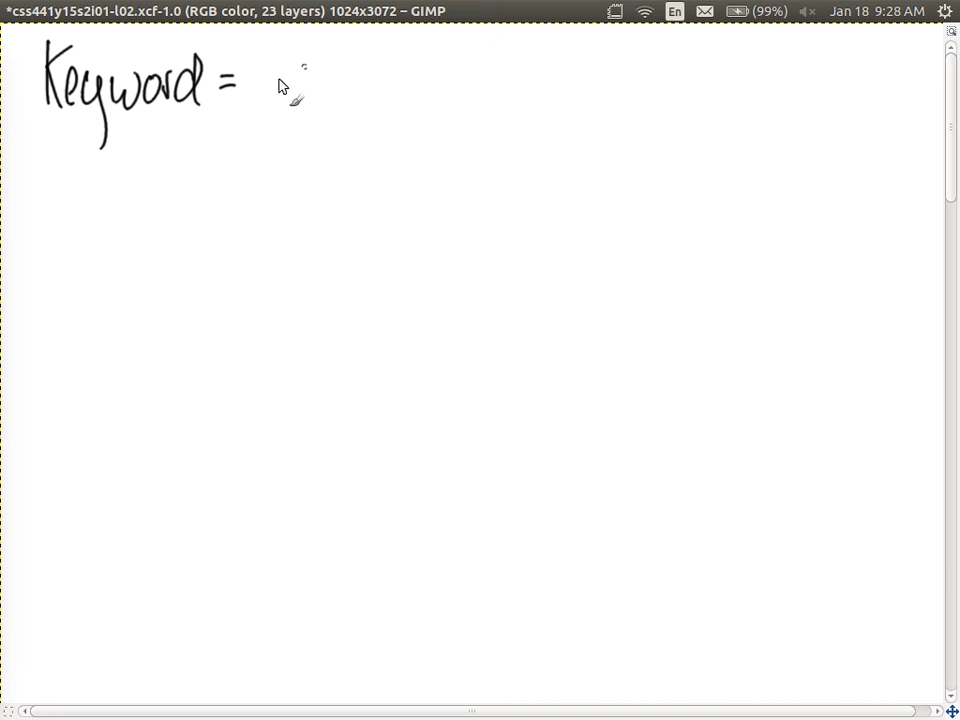 *css441y15s2i01-l02.xcf-1.0 (RGB color, 23 layers) 1024x3072 – GIMP En (99%) Jan 18 9:28 AM
Keyword =